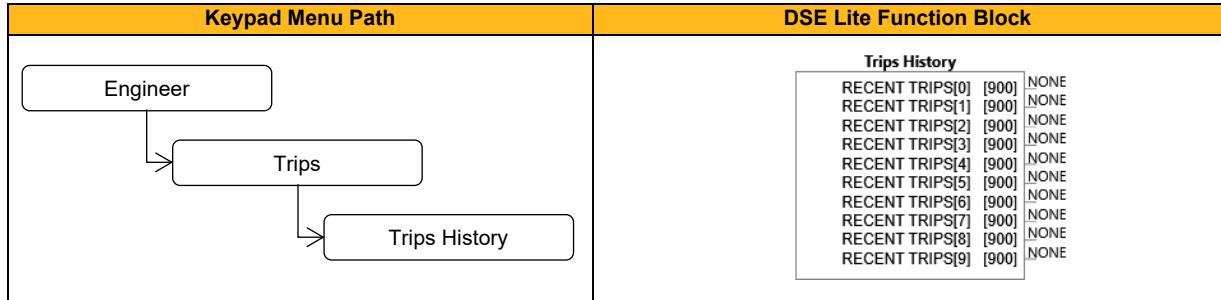 Keypad Menu Path
DSE Lite Function Block
Engineer
Trips
Trips History
Trips History
RECENT TRIPS[0] [900] NONE
RECENT TRIPS[1] [900] NONE
RECENT TRIPS[2] [900] NONE
RECENT TRIPS[3] [900] NONE
RECENT TRIPS[4] [900] NONE
RECENT TRIPS[5] [900] NONE
RECENT TRIPS[6] [900] NONE
RECENT TRIPS[7] [900] NONE
RECENT TRIPS[8] [900] NONE
RECENT TRIPS[9] [900] NONE